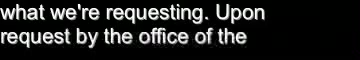 what we're requesting. Upon
request by the office of the